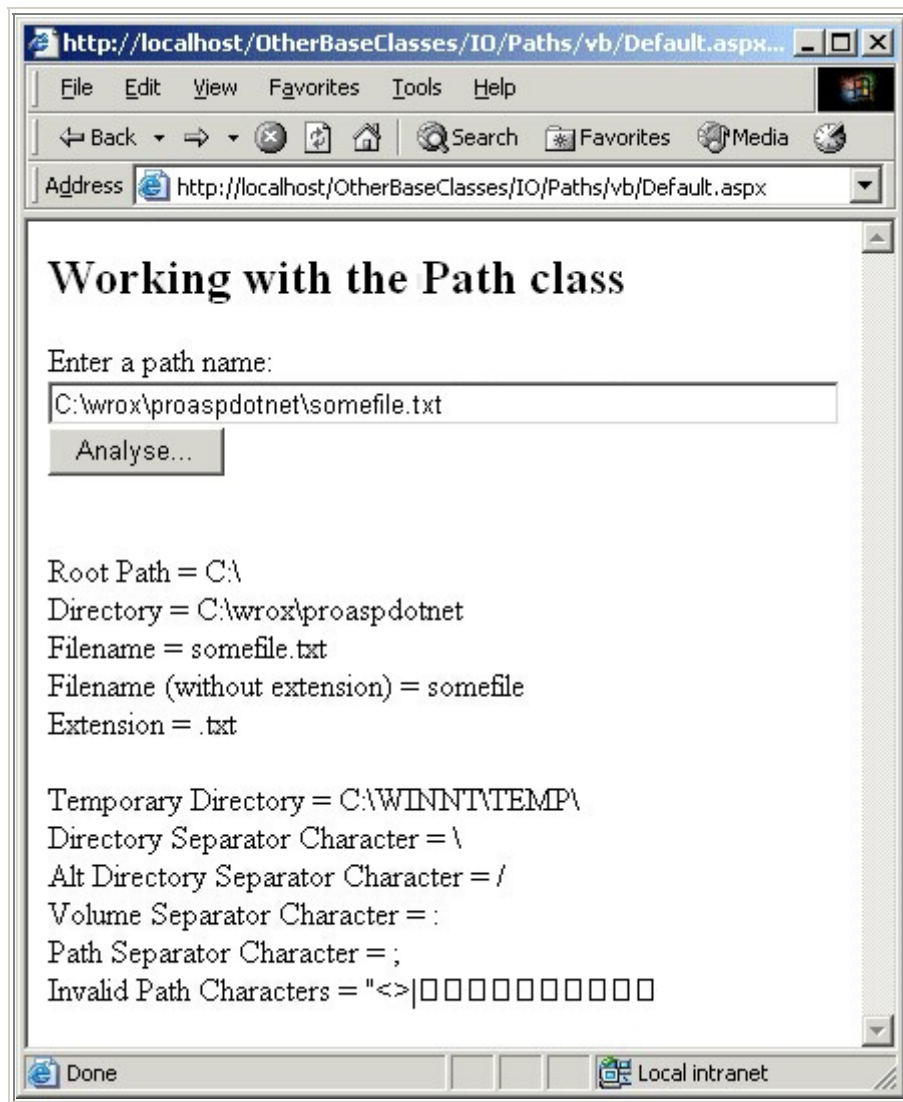 http://localhost/OtherBaseClasses/IO/Paths/vb/Default.aspx...
File Edit View Favorites Tools Help
Back Search Favorites Media
Address http://localhost/OtherBaseClasses/IO/Paths/vb/Default.aspx
Working with the Path class
Enter a path name:
C:\wrox\proaspdotnet\somefile.txt
Analyse...
Root Path = C:\
Directory = C:\wrox\proaspdotnet
Filename = somefile.txt
Filename (without extension) = somefile
Extension = .txt
Temporary Directory = C:\WINNT\TEMP\
Directory Separator Character = \
Alt Directory Separator Character = /
Volume Separator Character = :
Path Separator Character = ;
Invalid Path Characters = "<>|□□□□□□□□□□
Done Local intranet